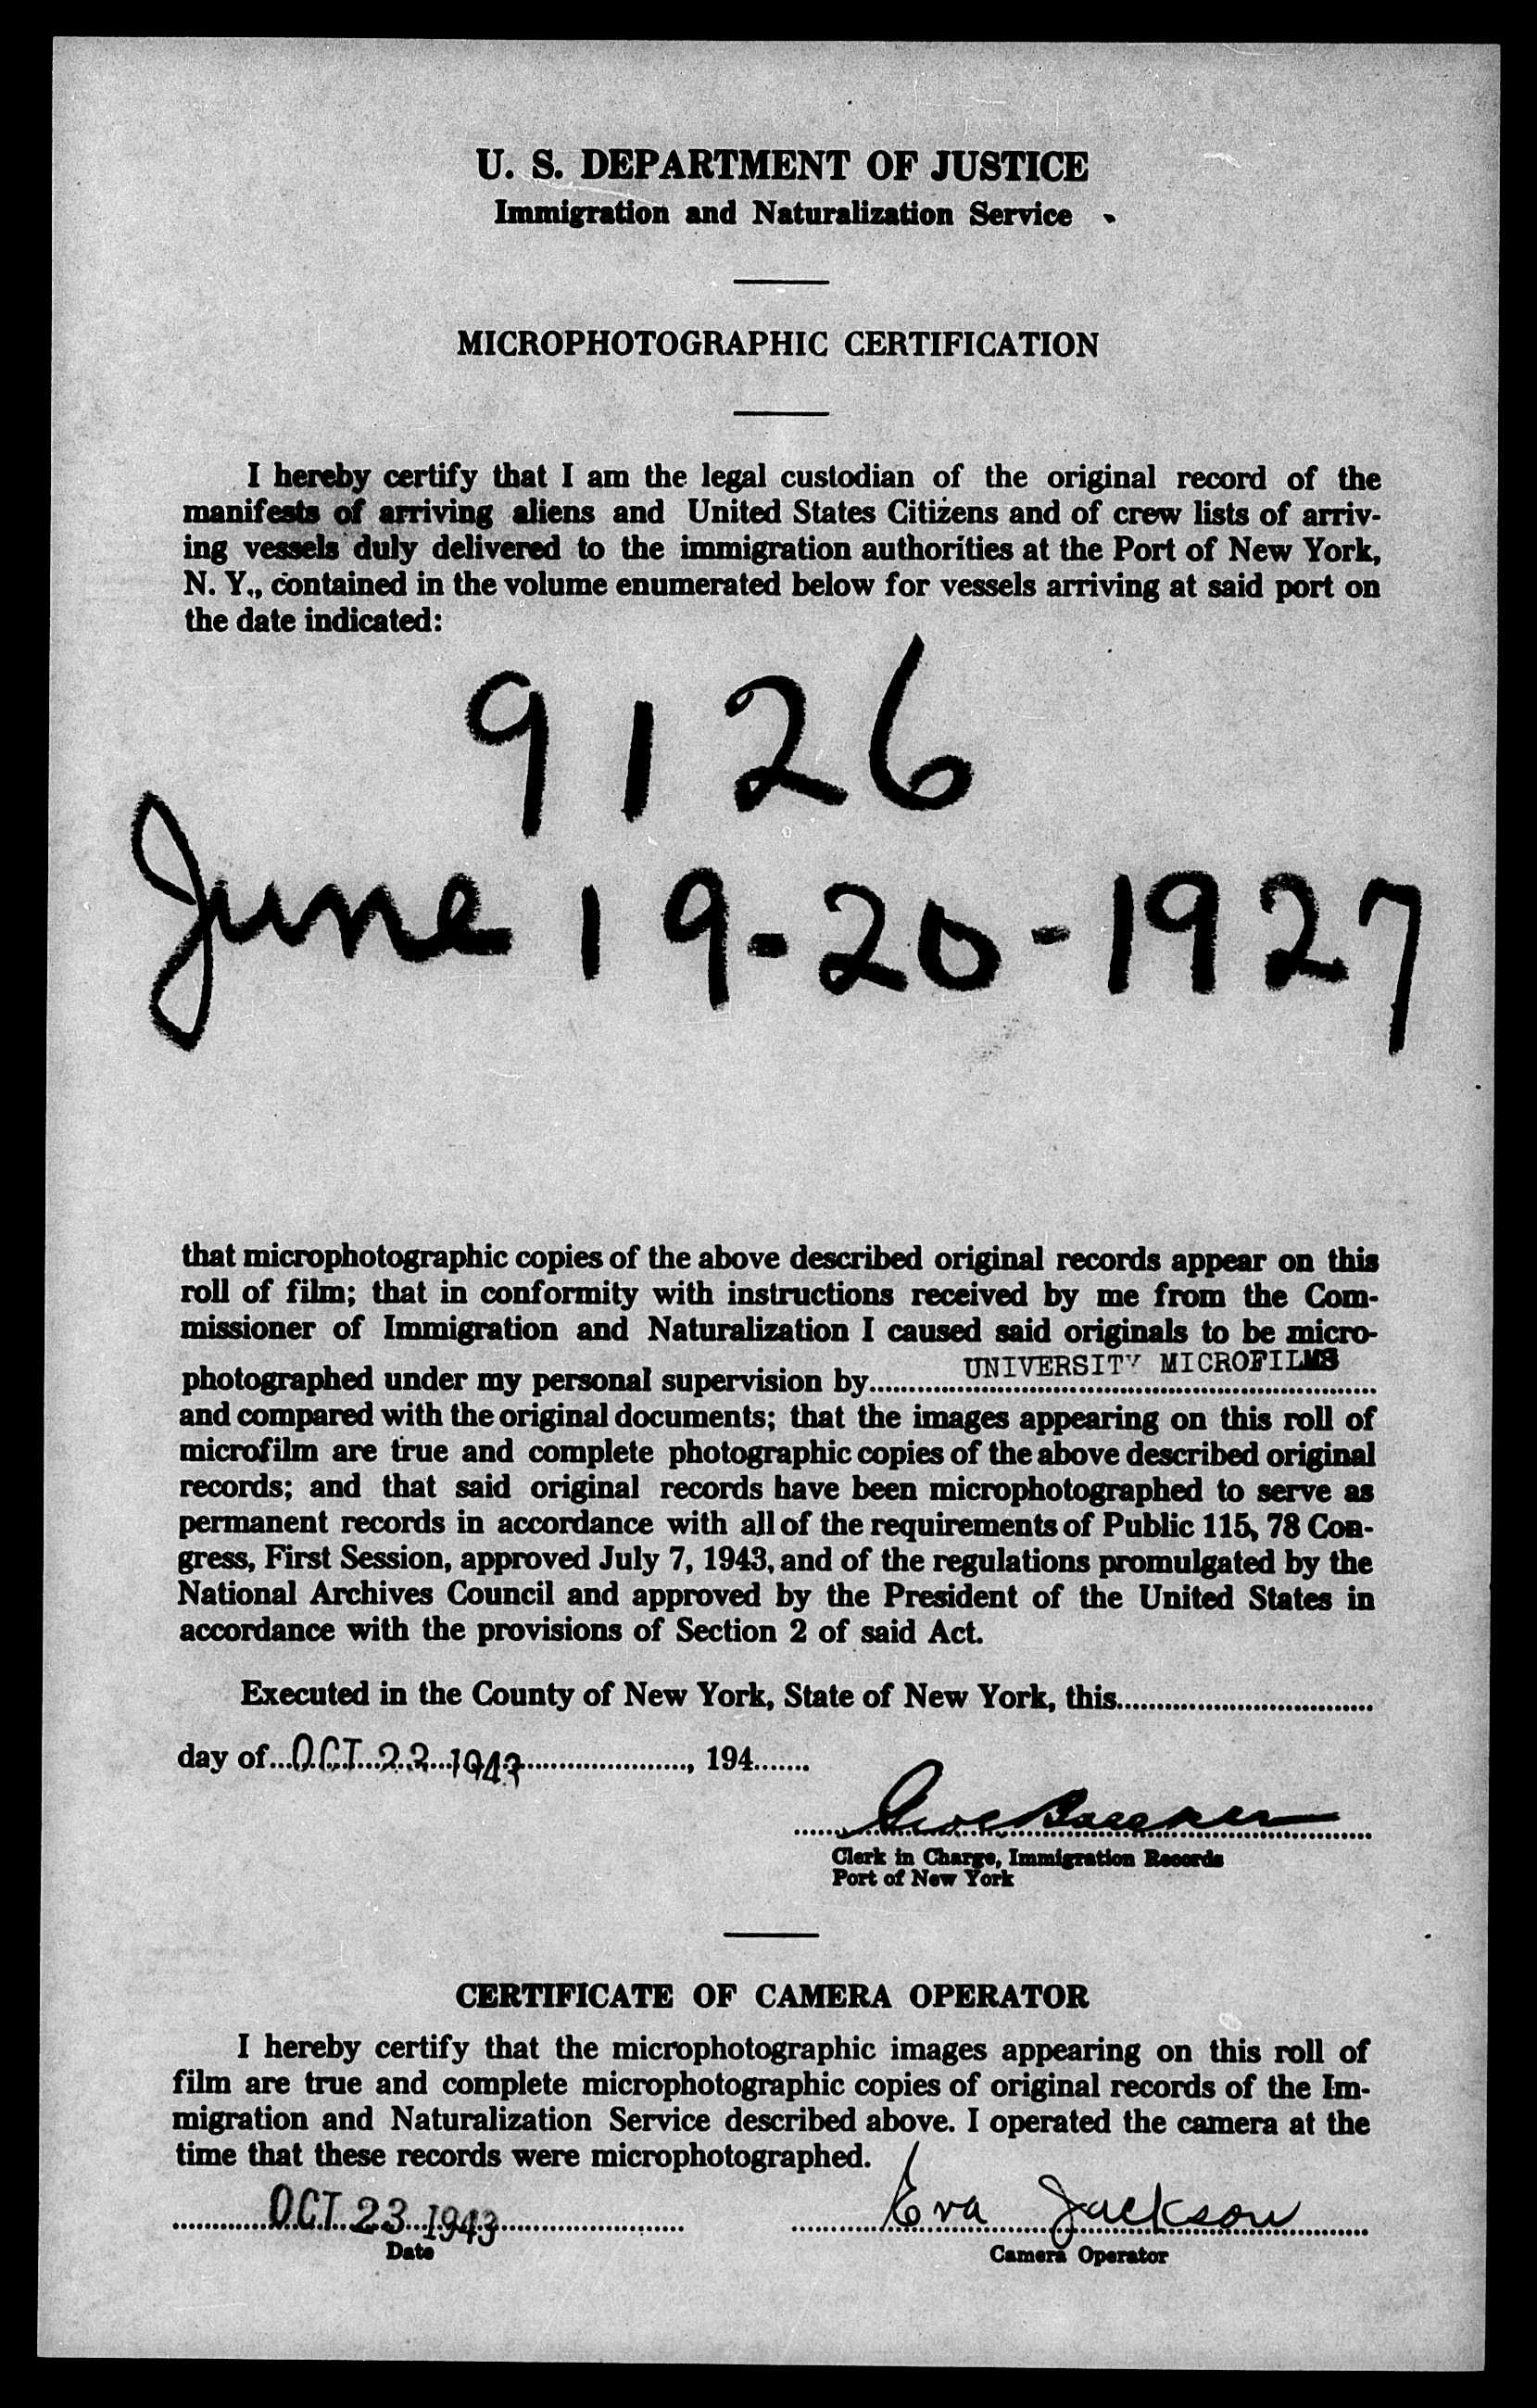 U. S. DEPARTMENT OF JUSTICE
Immigration and Naturalization Service
MICROPHOTOGRAPHIC CERTIFICATION
I hereby certify that I am the legal custodian of the original record of the
manifests of arriving aliens and United States Citizens and of crew lists of arriv-
ing vessels duly delivered to the immigration authorities at the Port of New York,
N. Y., contained in the volume enumerated below for vessels arriving at said port on
the date indicated:
9126
June 19-20-1927
that microphotographic copies of the above described original records appear on this
roll of film; that in conformity with instructions received by me from the Com-
missioner of Immigration and Naturalization I caused said originals to be micro-
photographed under my personal supervision by UNIVERSITY MICROFILMS
and compared with the original documents; that the images appearing on this roll of
microfilm are true and complete photographic copies of the above described original
records; and that said original records have been microphotographed to serve as
permanent records in accordance with all of the requirements of Public 115, 78 Con-
gress, First Session, approved July 7, 1943, and of the regulations promulgated by the
National Archives Council and approved by the President of the United States in
accordance with the provisions of Section 2 of said Act.
Executed in the County of New York, State of New York, this
day of OCT 22 1943, 194
Clerk in Charge, Immigration Records
Port of New York
CERTIFICATE OF CAMERA OPERATOR
I hereby certify that the microphotographic images appearing on this roll of
film are true and complete microphotographic copies of original records of the Im-
migration and Naturalization Service described above. I operated the camera at the
time that these records were microphotographed.
OCT 23 1943 Eva Jackson
Date Camera Operator